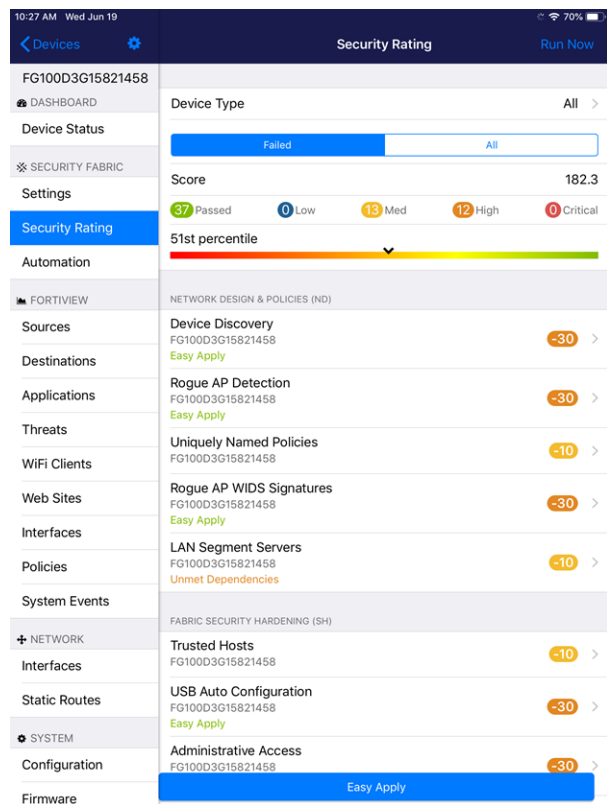 10:27 AM Wed Jun 19
70%
Devices
Security Rating
Run Now
FG100D3G15821458
DASHBOARD
Device Status
SECURITY FABRIC
Settings
Security Rating
Automation
FORTIVIEW
Sources
Destinations
Applications
Threats
WiFi Clients
Web Sites
Interfaces
Policies
System Events
NETWORK
Interfaces
Static Routes
SYSTEM
Configuration
Firmware
Device Type
All
Failed
All
Score
182.3
37 Passed
0 Low
13 Med
12 High
0 Critical
51st percentile
NETWORK DESIGN & POLICIES (ND)
Device Discovery
FG100D3G15821458
Easy Apply
-30
Rogue AP Detection
FG100D3G15821458
Easy Apply
-30
Uniquely Named Policies
FG100D3G15821458
-10
Rogue AP WIDS Signatures
FG100D3G15821458
Easy Apply
-30
LAN Segment Servers
FG100D3G15821458
Unmet Dependencies
-10
FABRIC SECURITY HARDENING (SH)
Trusted Hosts
FG100D3G15821458
-10
USB Auto Configuration
FG100D3G15821458
Easy Apply
-30
Administrative Access
FG100D3G15821458
-30
Easy Apply